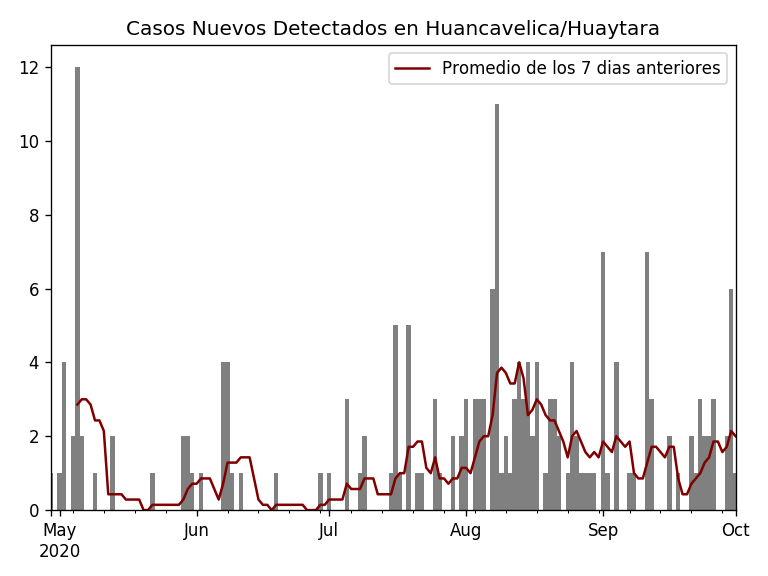 Casos Nuevos Detectados en Huancavelica/Huaytara
Promedio de los 7 dias anteriores
12
10
8
6
4
2
0
May Jun Jul Aug Sep Oct
2020